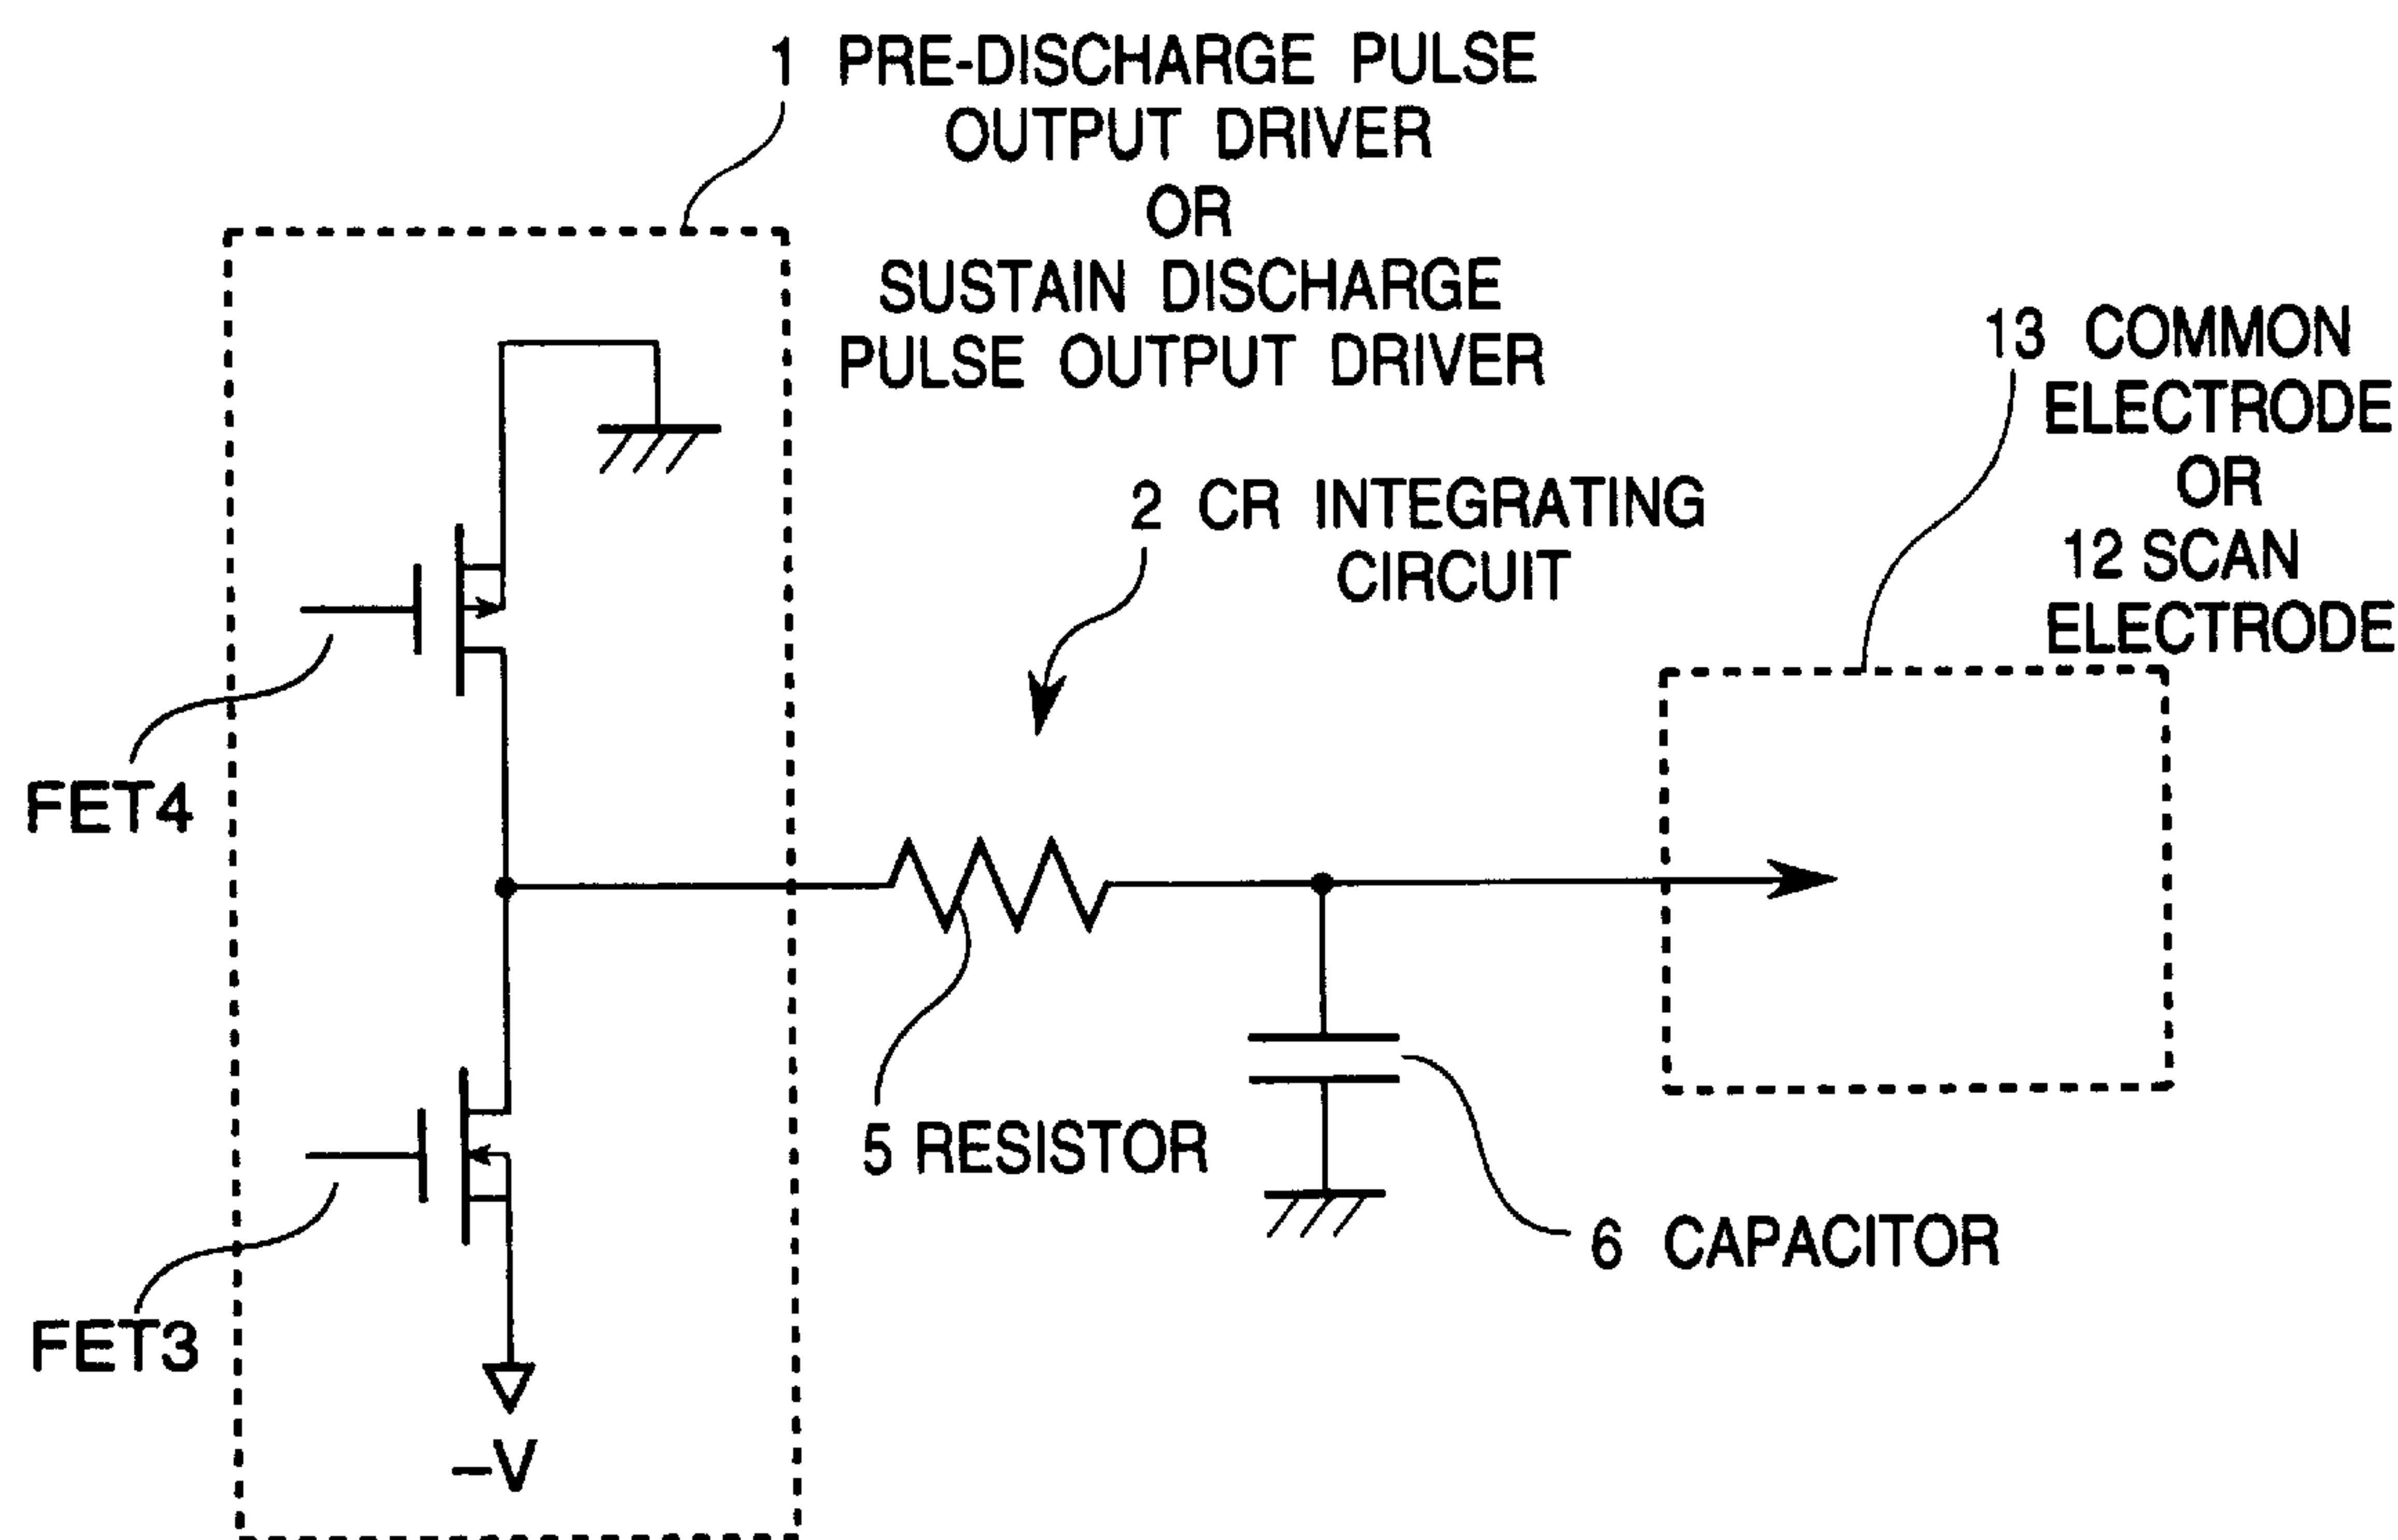 1 PRE-DISCHARGE PULSE
OUTPUT DRIVER
OR
SUSTAIN DISCHARGE
PULSE OUTPUT DRIVER
13 COMMON
ELECTRODE
OR
12 SCAN
ELECTRODE
2 CR INTEGRATING
CIRCUIT
FET4
5 RESISTOR
6 CAPACITOR
FET3
-V